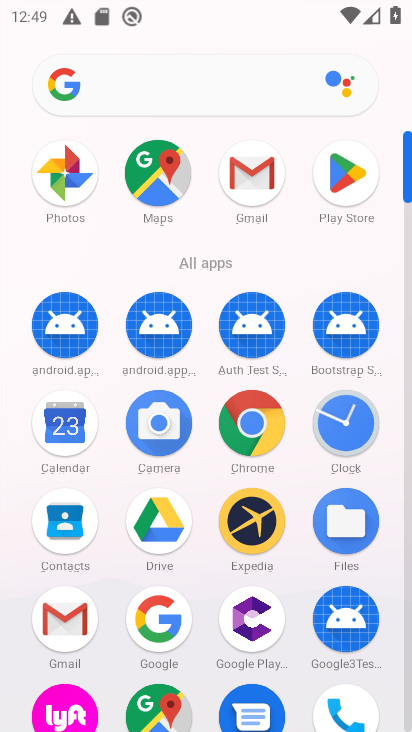 12:49
Photos Maps Gmail Play Store
All apps
android.ap... android.app... Auth Test S... Bootstrap S...
23
Calendar Camera Chrome Clock
Contacts Drive Expedia Files
Gmail Google Google Play... Google3Tes...
lyft